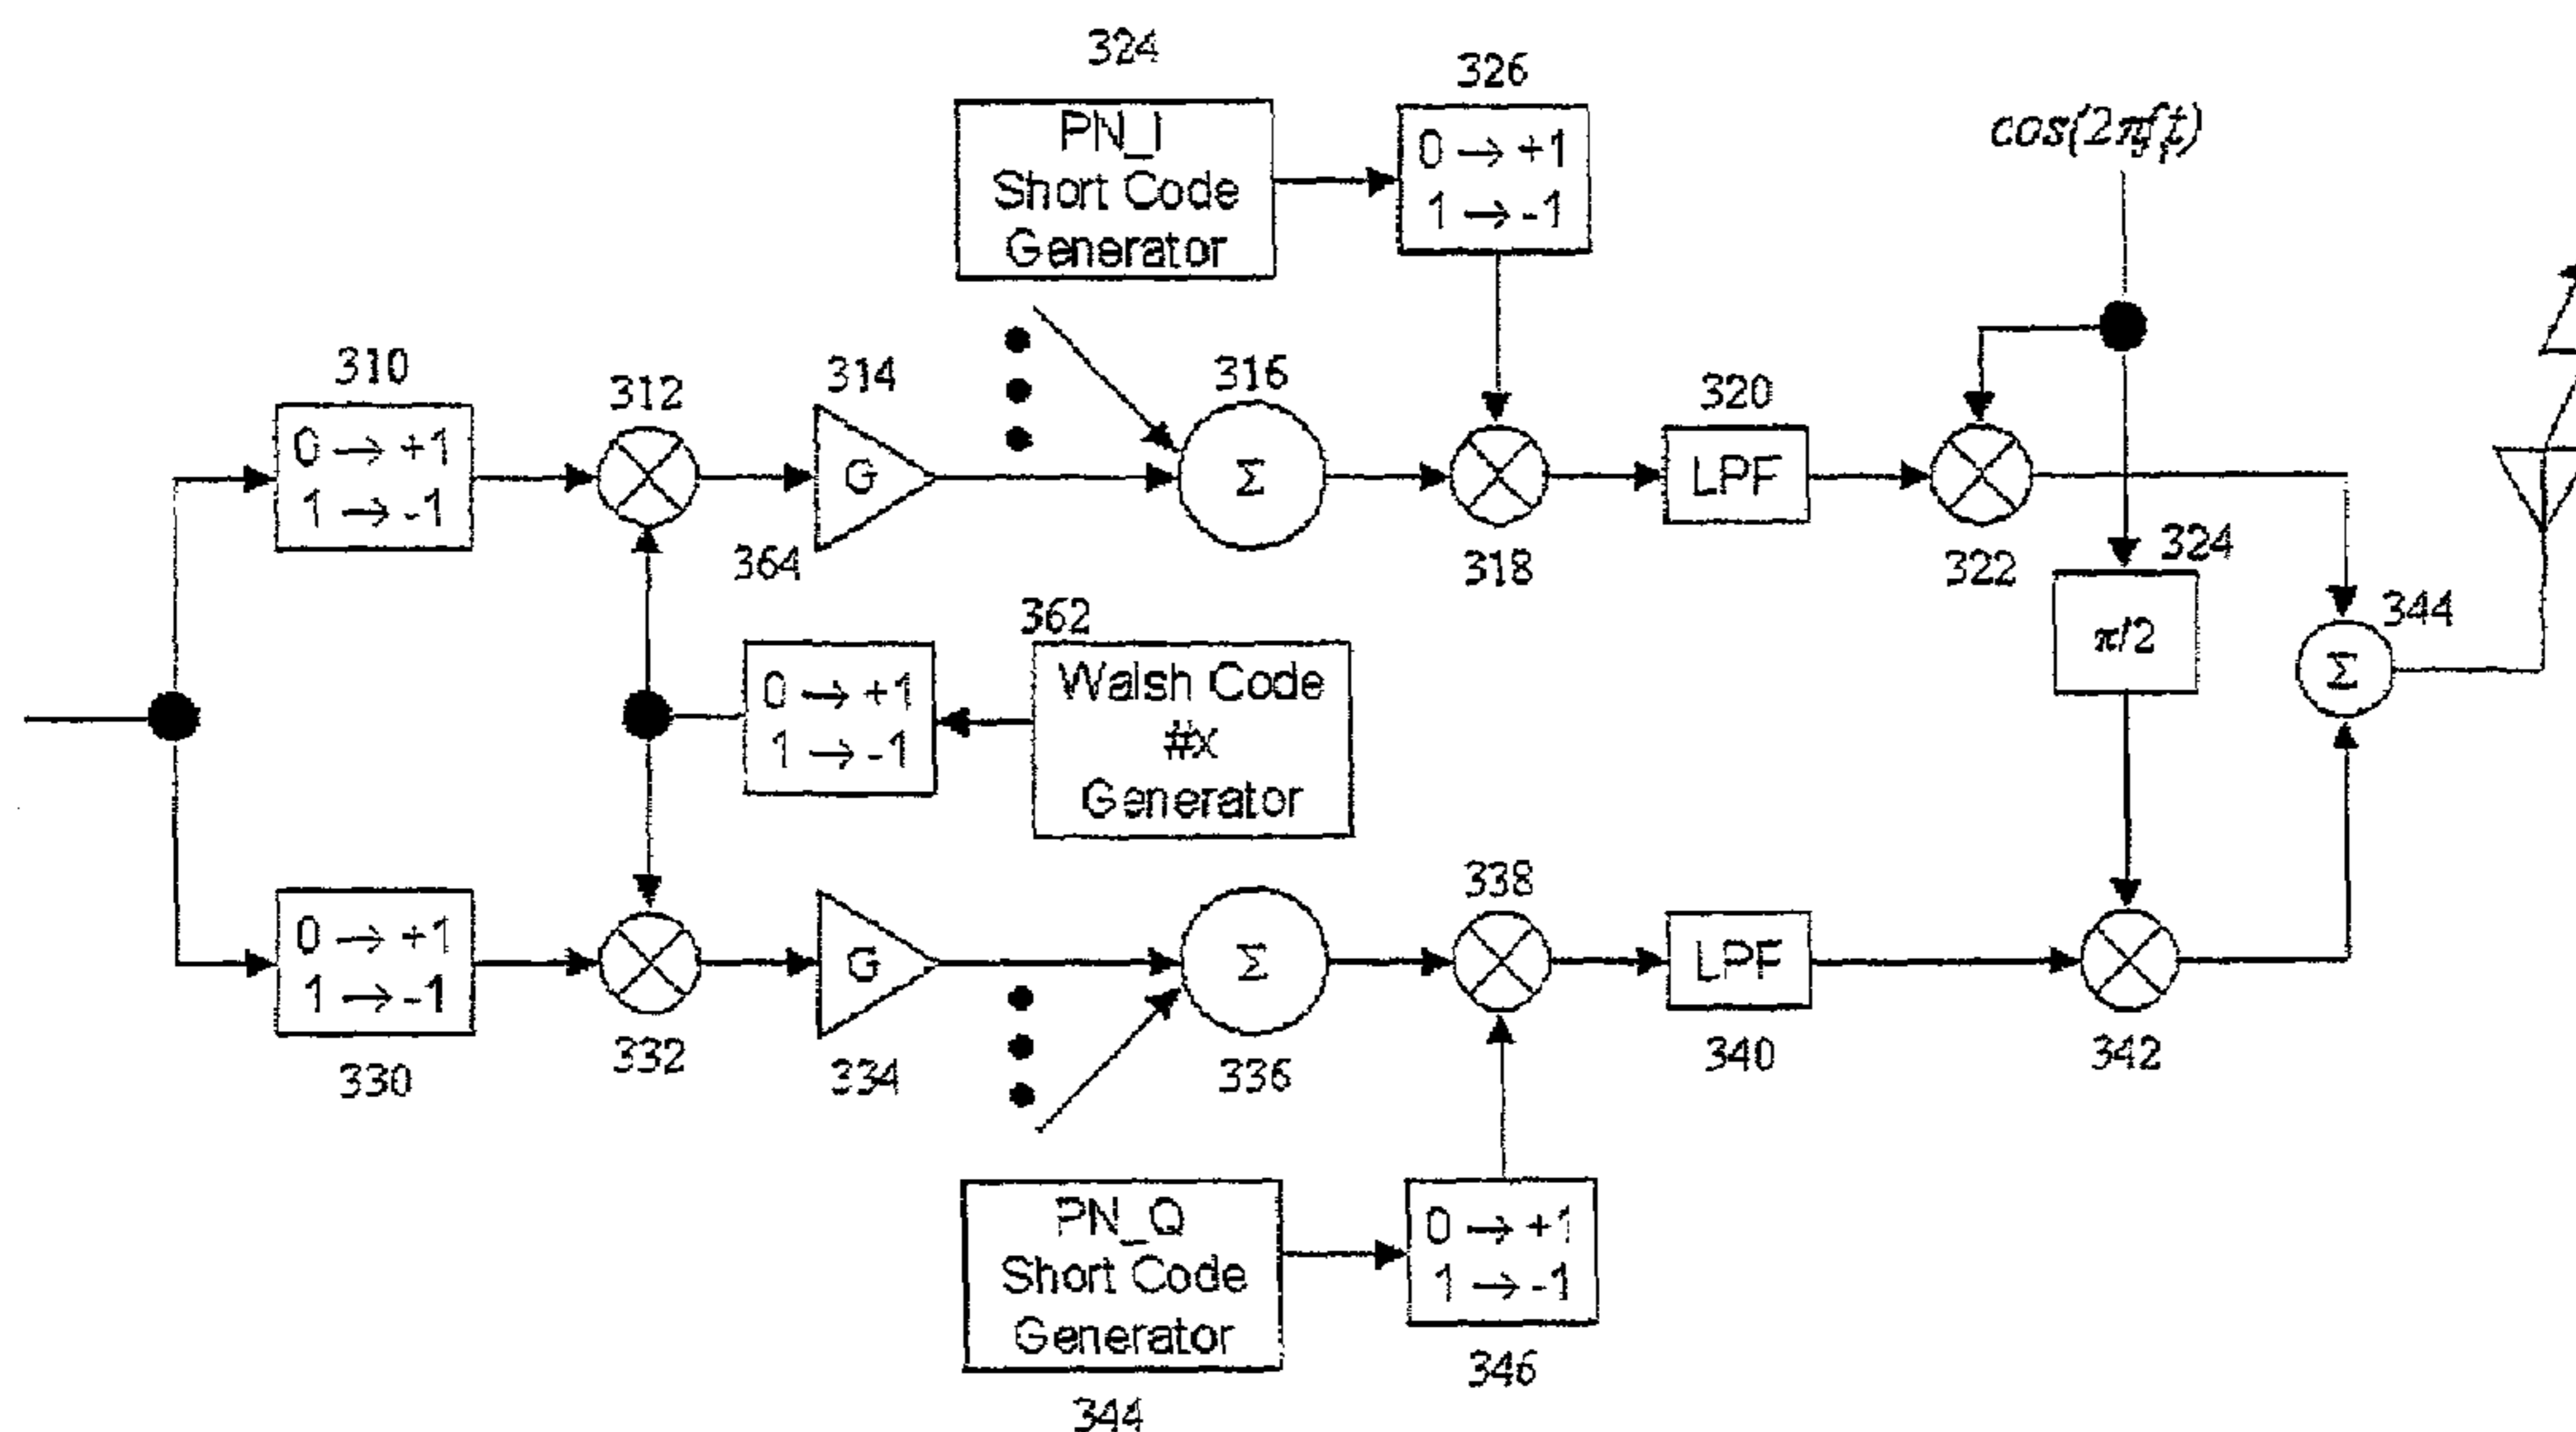 324
PN_I
Short Code
Generator
326
0 → +1
1 → -1
310
0 → +1
1 → -1
312
314
G
316
Σ
318
320
LPF
322
324
π/2
344
Σ
364
0 → +1
1 → -1
362
Walsh Code
#x
Generator
330
0 → +1
1 → -1
332
334
G
336
Σ
338
340
LPF
342
PN_Q
Short Code
Generator
344
0 → +1
1 → -1
346